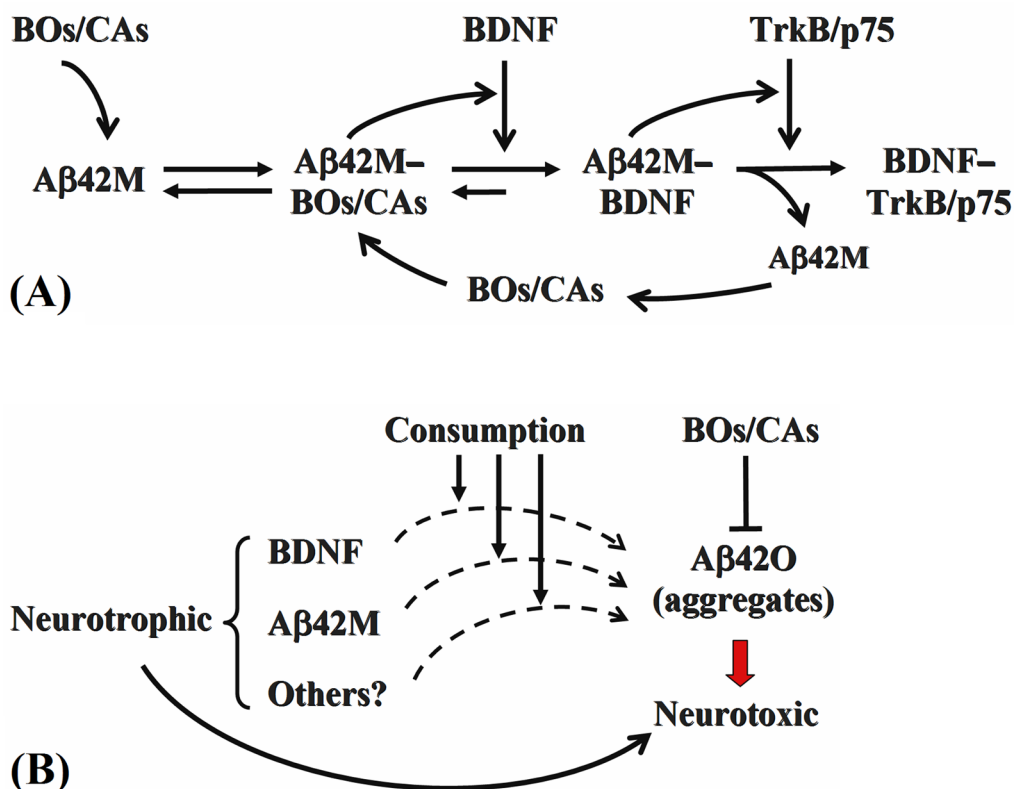 BOs/CAs BDNF TrkB/p75
Aβ42M Aβ42M– Aβ42M– BDNF–
BOs/CAs BDNF TrkB/p75
Aβ42M
(A) BOs/CAs
Consumption BOs/CAs
BDNF Aβ42O
Neurotrophic Aβ42M (aggregates)
Others? Neurotoxic
(B)